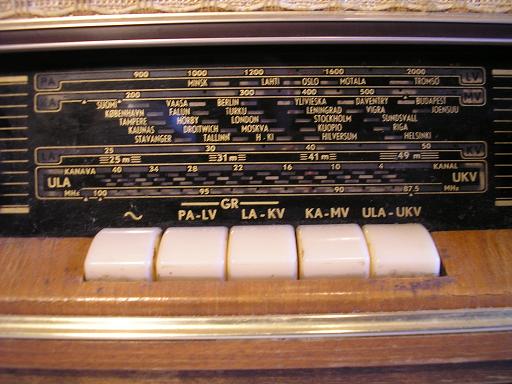 900 1000 1200 1600 2000
PA MINSK LAHTI OSLO MOTALA TROMSÖ LV
200 300 400 500
KA SUOMI VAASA BERLIN YLIVIESKA DAVENTRY BUDAPEST MV
KØBENHAVN FALUN TURKU LENINGRAD VIGRA JOENSUU
TAMPERE HÖRBY LONDON STOCKHOLM SUNDSVALL
KAUNAS DROITWICH MOSKVA KUOPIO RIGA
STAVANGER TALLINN H-KI HILVERSUM HELSINKI
25 30 40 50
LA 25 m 31 m 41 m 49 m KV
KANAVA 40 34 28 22 16 10 KANAL
ULA UKV
MHz 100 95 90 87.5 MHz
GR
~ PA-LV LA-KV KA-MV ULA-UKV